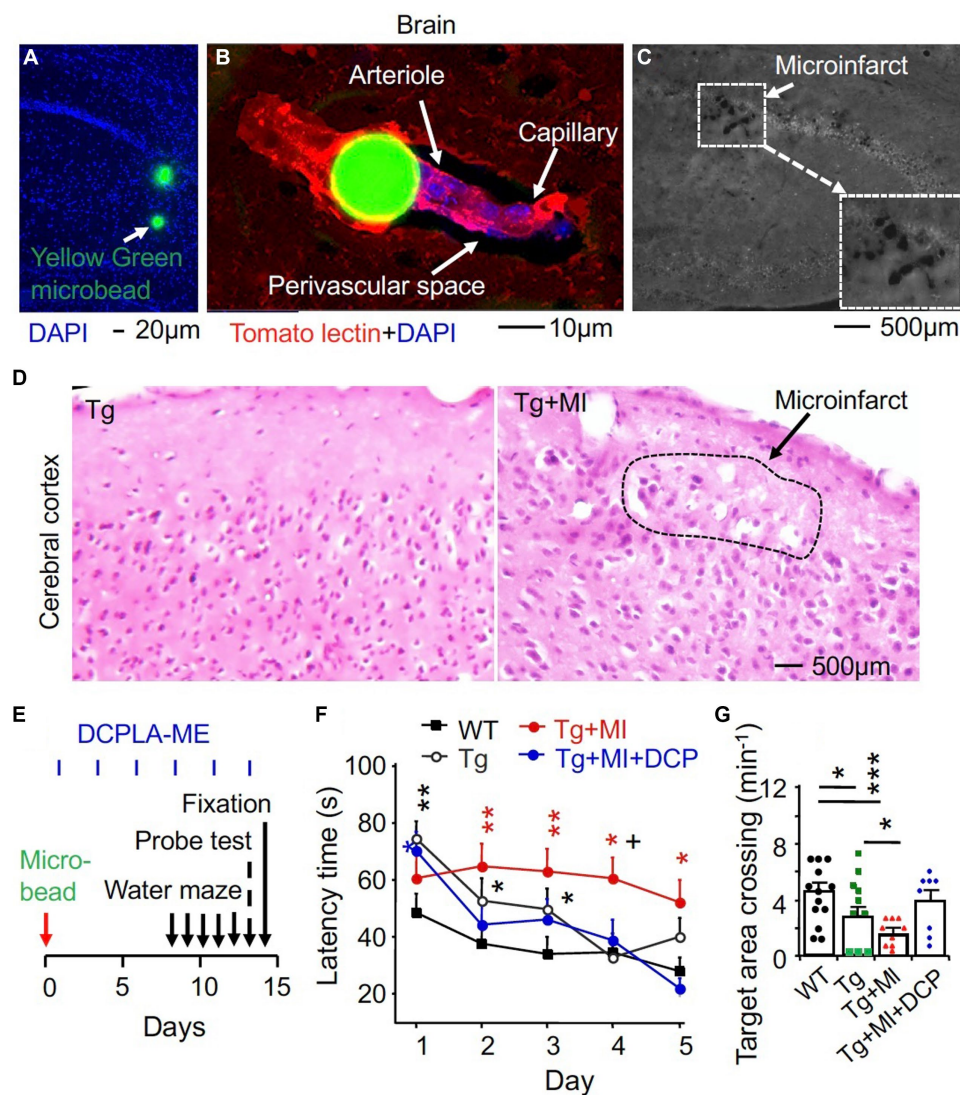 Brain
A
Yellow Green
microbead
DAPI
20μm
B
Arteriole
Capillary
Perivascular space
Tomato lectin+DAPI
10μm
C
Microinfarct
500μm
D
Cerebral cortex
Tg
Tg+MI
Microinfarct
500μm
E
DCPLA-ME
Fixation
Probe test
Micro-
bead
Water maze
0 5 10 15
Days
F
WT
Tg+MI
Tg
Tg+MI+DCP
Latency time (s)
100
80
60
40
20
**
*
**
*
**
*
* +
*
1 2 3 4 5
Day
G
Target area crossing (min⁻¹)
12
8
4
0
*
***
*
WT
Tg
Tg+MI
Tg+MI+DCP